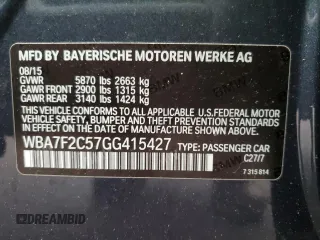 MFD BY BAYERISCHE MOTOREN WERKE AG
08/15
GVWR 5870 lbs 2663 kg
GAWR FRONT 2900 lbs 1315 kg
GAWR REAR 3140 lbs 1424 kg
THIS VEHICLE CONFORMS TO ALL APPLICABLE FEDERAL MOTOR
VEHICLE SAFETY, BUMPER AND THEFT PREVENTION STANDARDS
IN EFFECT ON THE DATE OF MANUFACTURE SHOWN ABOVE.
WBA7F2C57GG415427 TYPE: PASSENGER CAR
C27/7
7 315 814
DREAMBID